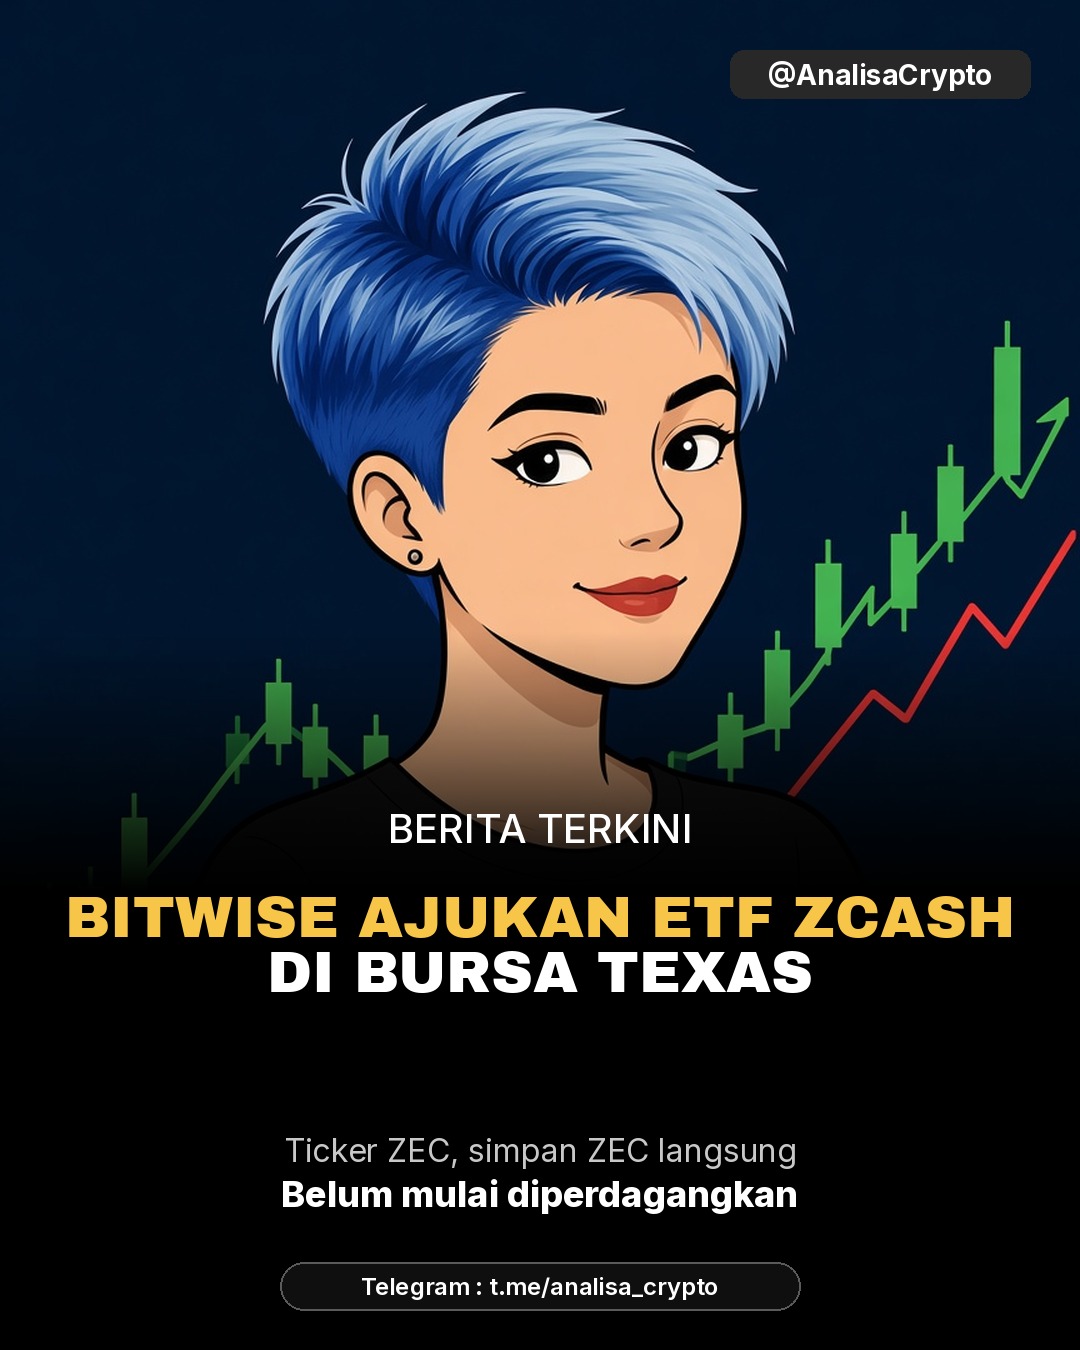 @AnalisaCrypto
BERITA TERKINI
BITWISE AJUKAN ETF ZCASH
DI BURSA TEXAS
Ticker ZEC, simpan ZEC langsung
Belum mulai diperdagangkan
Telegram : t.me/analisa_crypto